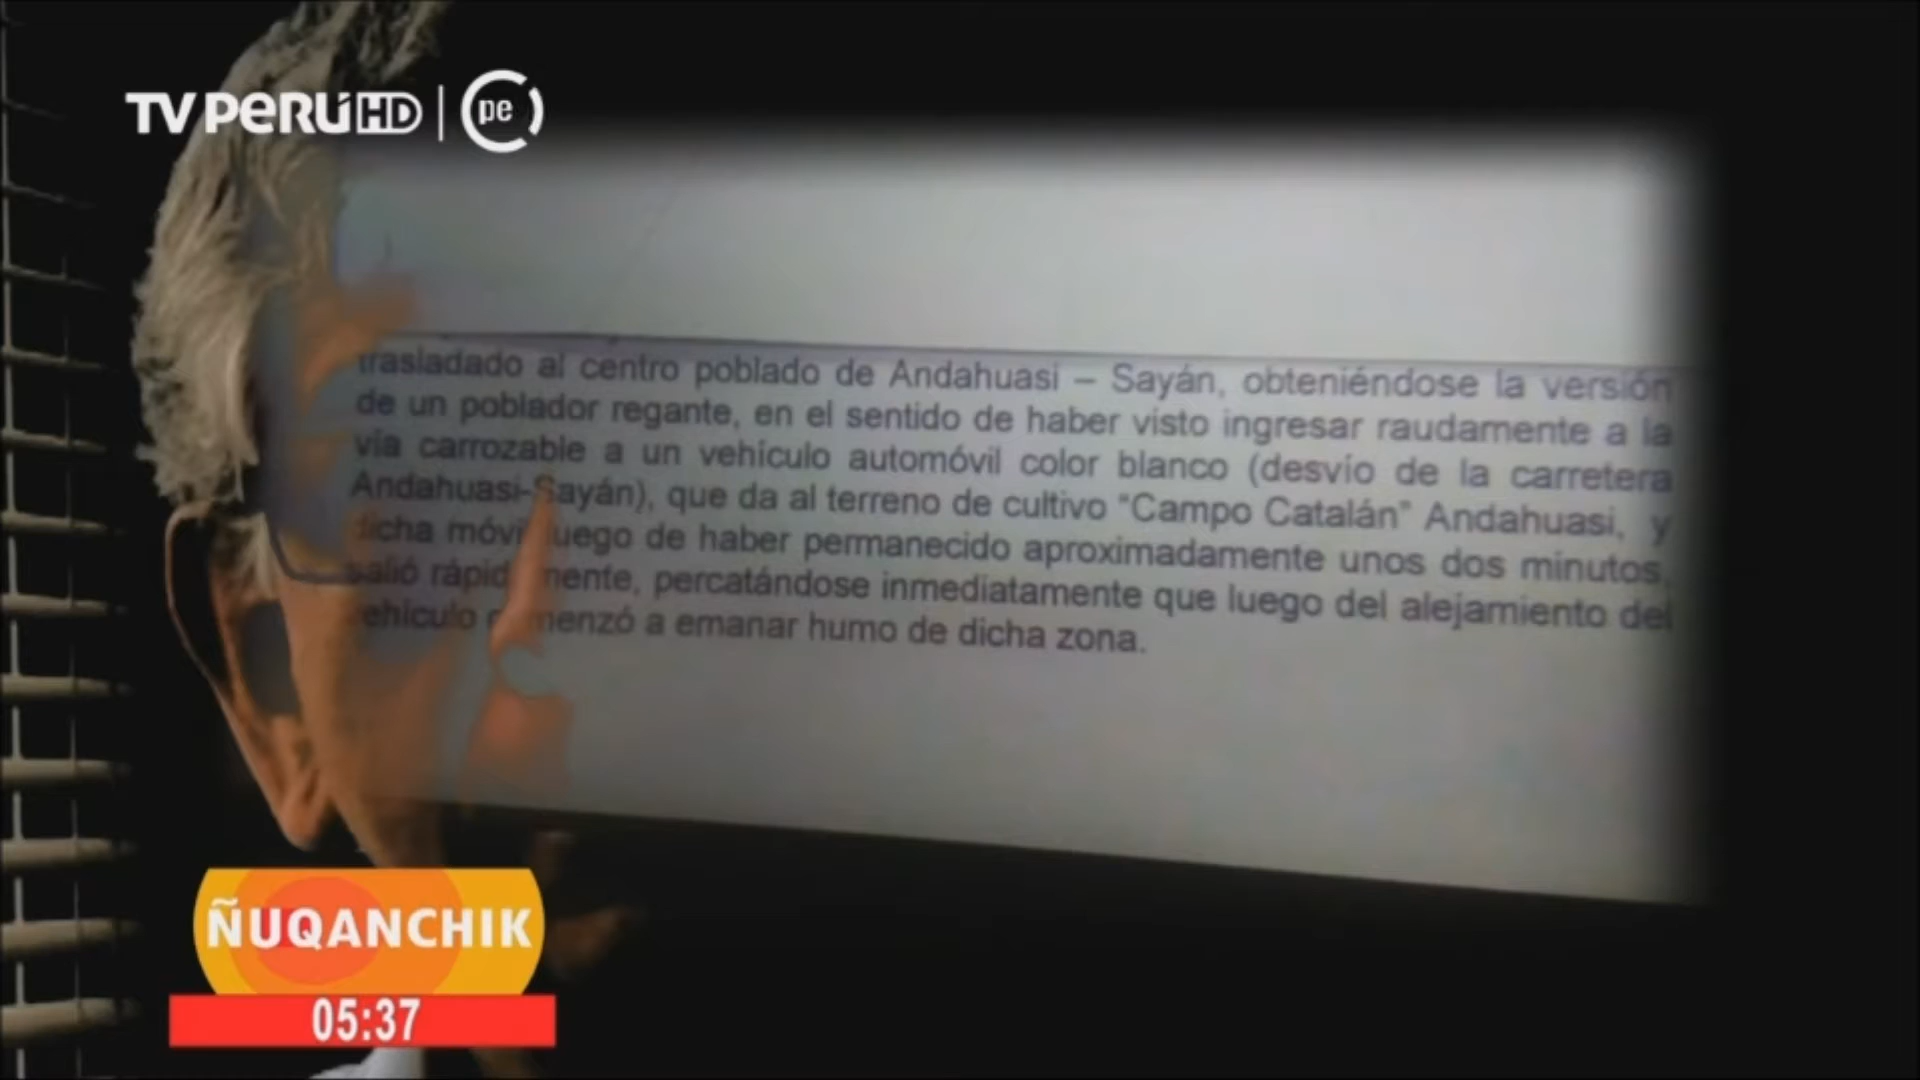 TV PERÚ HD | pe
trasladado al centro poblado de Andahuasi – Sayán, obteniéndose la versión
de un poblador regante, en el sentido de haber visto ingresar raudamente a la
vía carrozable a un vehículo automóvil color blanco (desvío de la carretera
Andahuasi-Sayán), que da al terreno de cultivo "Campo Catalán" Andahuasi, y
dicha móvil luego de haber permanecido aproximadamente unos dos minutos,
salió rápidamente, percatándose inmediatamente que luego del alejamiento del
vehículo comenzó a emanar humo de dicha zona.
ÑUQANCHIK
05:37